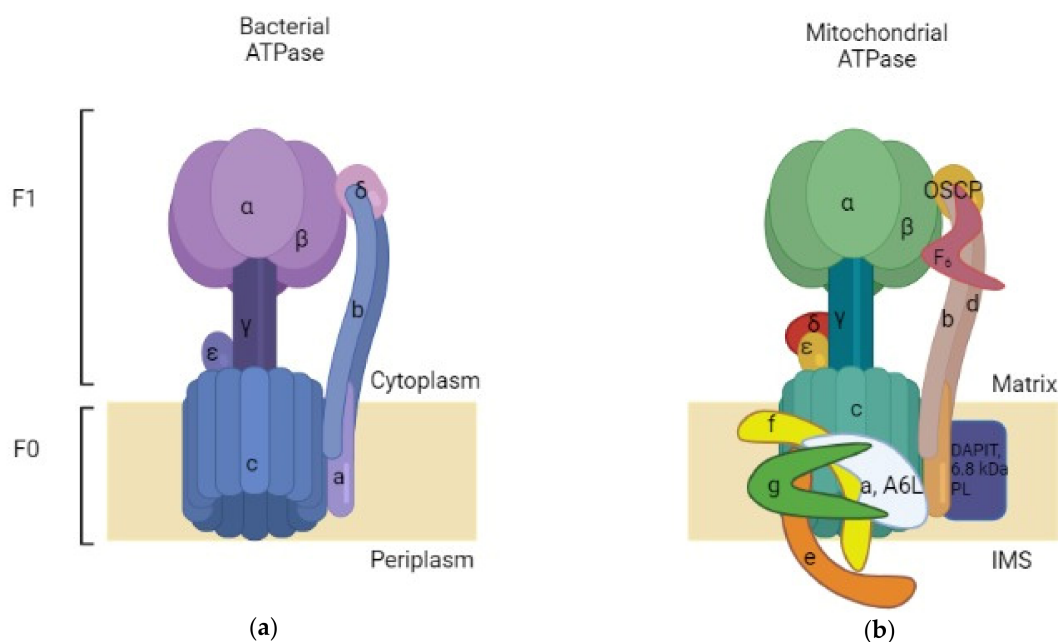 Bacterial
ATPase
F1
α
β
δ
b
γ
ε
Cytoplasm
F0
c
a
Periplasm
(a)
Mitochondrial
ATPase
α
β
OSCP
F₆
d
b
δ
γ
ε
Matrix
c
f
g
a, A6L
DAPIT,
6.8 kDa
PL
e
IMS
(b)